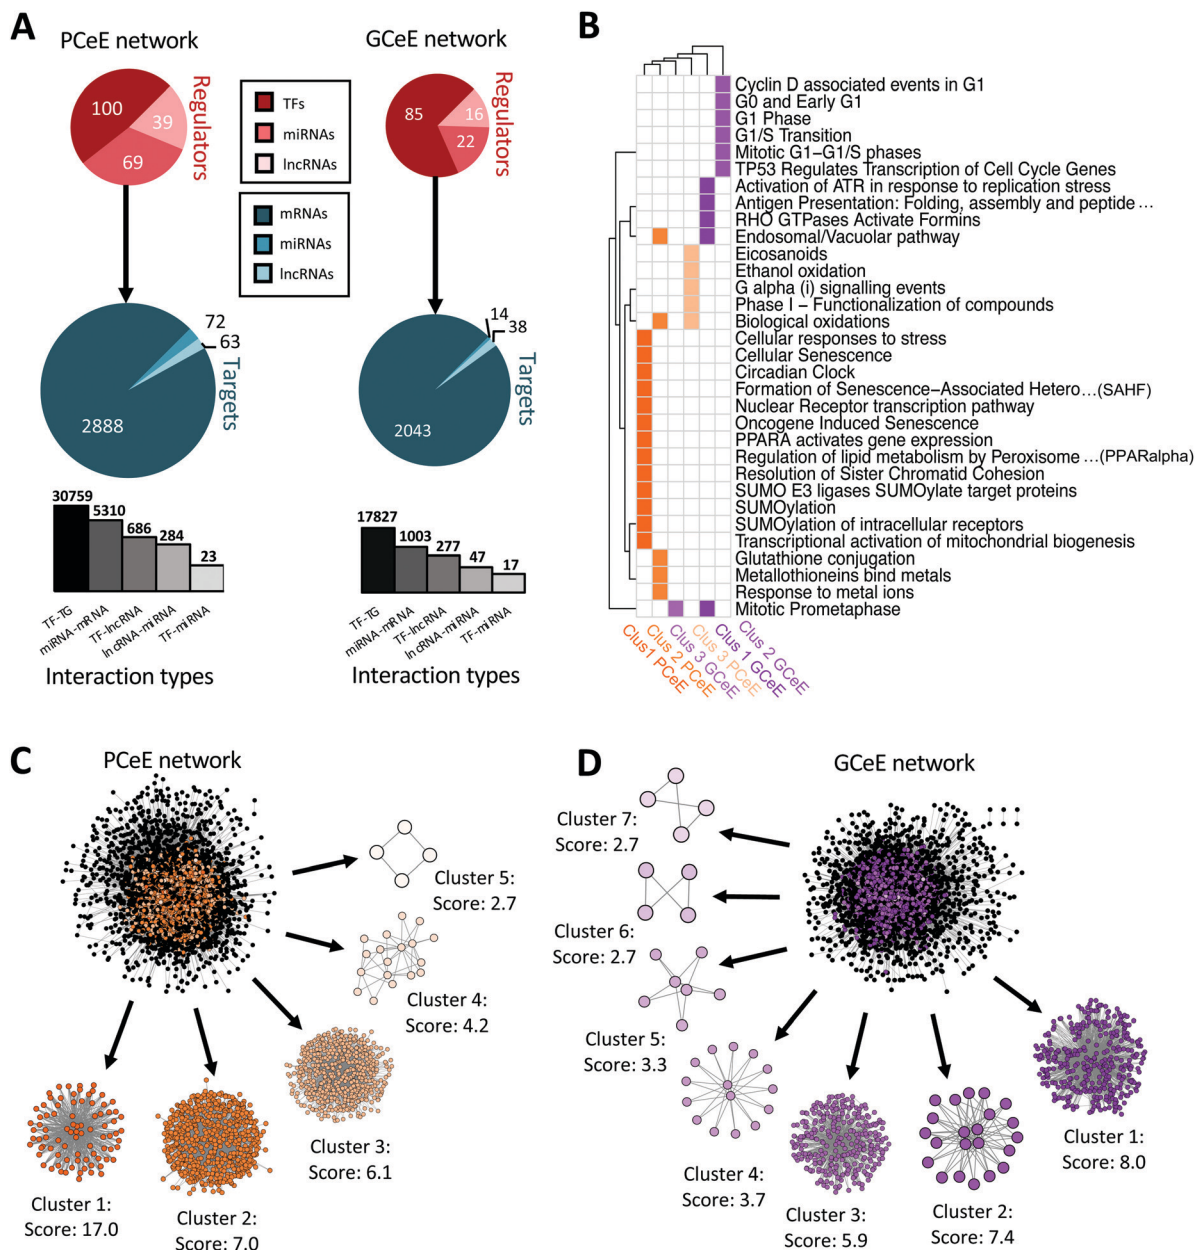 A
PCeE network
GCeE network
100
39
69
Regulators
TFs
miRNAs
lncRNAs
85
16
22
Regulators
mRNAs
miRNAs
lncRNAs
72
63
2888
Targets
14
38
2043
Targets
30759
5310
686
284
23
TF-TG
miRNA-mRNA
TF-lncRNA
lncRNA-miRNA
TF-miRNA
Interaction types
17827
1003
277
47
17
TF-TG
miRNA-mRNA
TF-lncRNA
lncRNA-miRNA
TF-miRNA
Interaction types
B
Cyclin D associated events in G1
G0 and Early G1
G1 Phase
G1/S Transition
Mitotic G1-G1/S phases
TP53 Regulates Transcription of Cell Cycle Genes
Activation of ATR in response to replication stress
Antigen Presentation: Folding, assembly and peptide ...
RHO GTPases Activate Formins
Endosomal/Vacuolar pathway
Eicosanoids
Ethanol oxidation
G alpha (i) signalling events
Phase I - Functionalization of compounds
Biological oxidations
Cellular responses to stress
Cellular Senescence
Circadian Clock
Formation of Senescence-Associated Hetero...(SAHF)
Nuclear Receptor transcription pathway
Oncogene Induced Senescence
PPARA activates gene expression
Regulation of lipid metabolism by Peroxisome ...(PPARalpha)
Resolution of Sister Chromatid Cohesion
SUMO E3 ligases SUMOylate target proteins
SUMOylation
SUMOylation of intracellular receptors
Transcriptional activation of mitochondrial biogenesis
Glutathione conjugation
Metallothioneins bind metals
Response to metal ions
Mitotic Prometaphase
Clus1 PCeE
Clus 2 PCeE
Clus 3 GCeE
Clus 3 PCeE
Clus 1 GCeE
Clus 2 GCeE
C
PCeE network
Cluster 5:
Score: 2.7
Cluster 4:
Score: 4.2
Cluster 3:
Score: 6.1
Cluster 1:
Score: 17.0
Cluster 2:
Score: 7.0
D
GCeE network
Cluster 7:
Score: 2.7
Cluster 6:
Score: 2.7
Cluster 5:
Score: 3.3
Cluster 4:
Score: 3.7
Cluster 3:
Score: 5.9
Cluster 2:
Score: 7.4
Cluster 1:
Score: 8.0